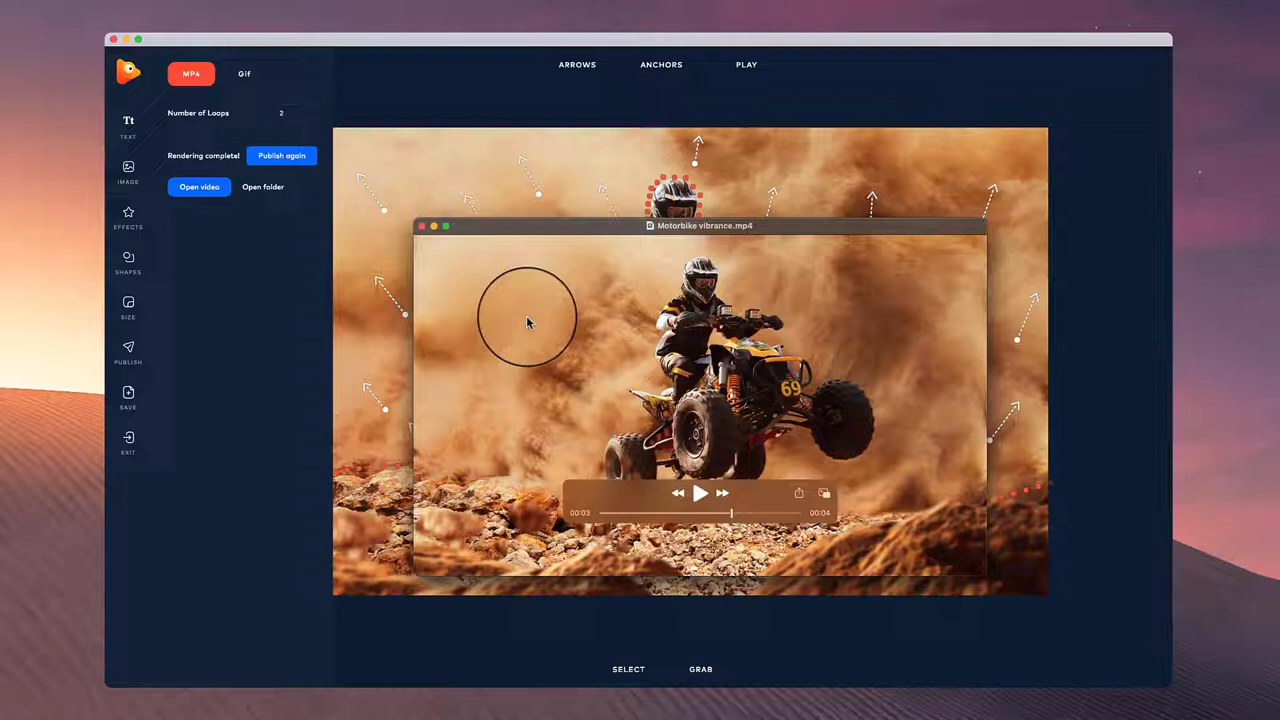 ARROWS ANCHORS PLAY
MP4 Gif
Number of Loops 2
Rendering complete! Publish again
Open video Open folder
Tt
TEXT
IMAGE
EFFECTS
SHAPES
SIZE
PUBLISH
SAVE
EXIT
Motorbike vibrance.mp4
69
00:03 00:04
SELECT GRAB